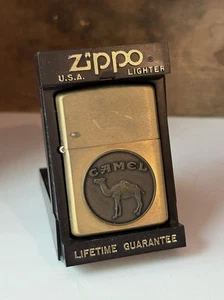 zippo
U.S.A. LIGHTER
CAMEL
LIFETIME GUARANTEE